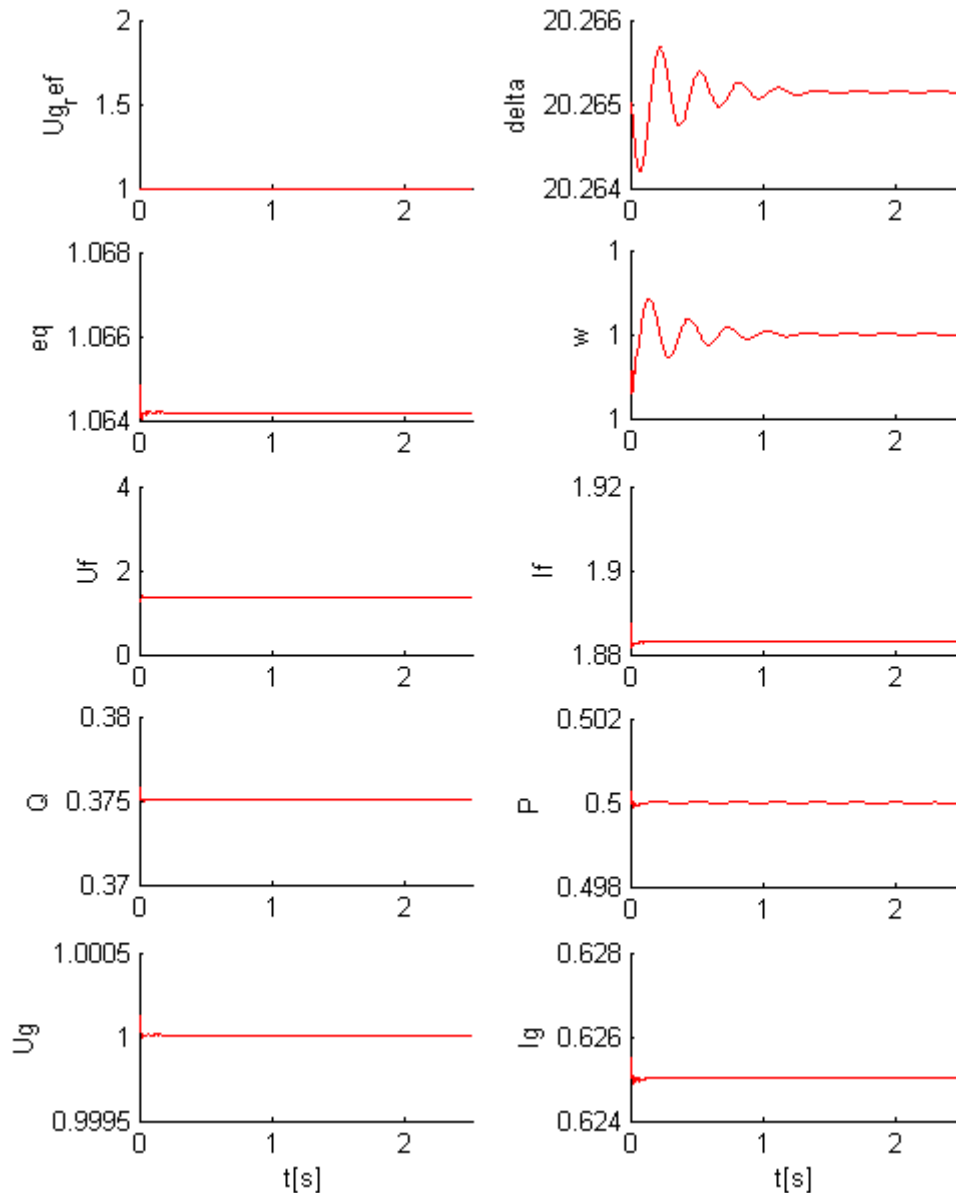 2
1.5
1
Ug_ref
0 1 2
20.266
20.265
20.264
delta
0 1 2
1.068
1.066
1.064
eq
0 1 2
1
1
1
w
0 1 2
4
2
0
Uf
0 1 2
1.92
1.9
1.88
If
0 1 2
0.38
0.375
0.37
Q
0 1 2
0.502
0.5
0.498
P
0 1 2
1.0005
1
0.9995
Ug
0 1 2
t[s]
0.628
0.626
0.624
Ig
0 1 2
t[s]